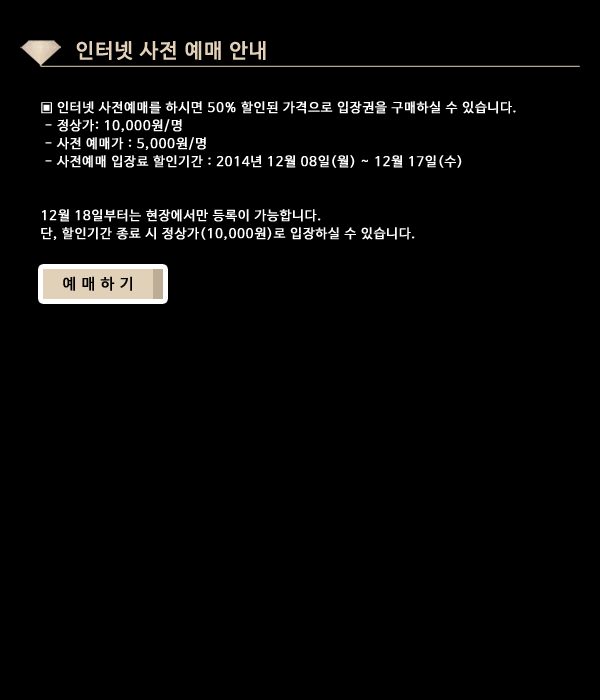 인터넷 사전 예매 안내
▣ 인터넷 사전예매를 하시면 50% 할인된 가격으로 입장권을 구매하실 수 있습니다.
- 정상가: 10,000원/명
- 사전 예매가 : 5,000원/명
- 사전예매 입장료 할인기간 : 2014년 12월 08일(월) ~ 12월 17일(수)
12월 18일부터는 현장에서만 등록이 가능합니다.
단, 할인기간 종료 시 정상가(10,000원)로 입장하실 수 있습니다.
예 매 하 기